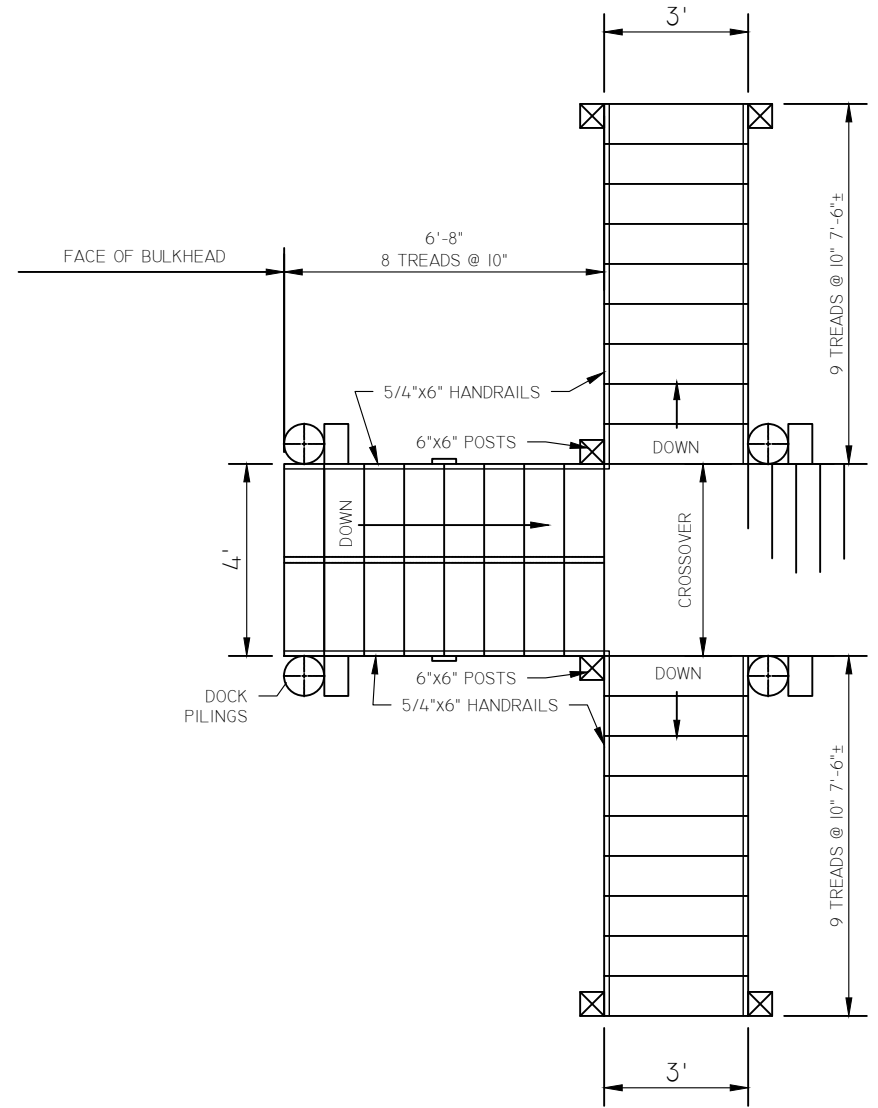 3'
6'-8"
8 TREADS @ 10"
FACE OF BULKHEAD
9 TREADS @ 10" 7'-6"±
5/4"x6" HANDRAILS
6"x6" POSTS
DOWN
DOWN
4'
CROSSOVER
6"x6" POSTS
DOWN
DOCK
PILINGS
5/4"x6" HANDRAILS
9 TREADS @ 10" 7'-6"±
3'